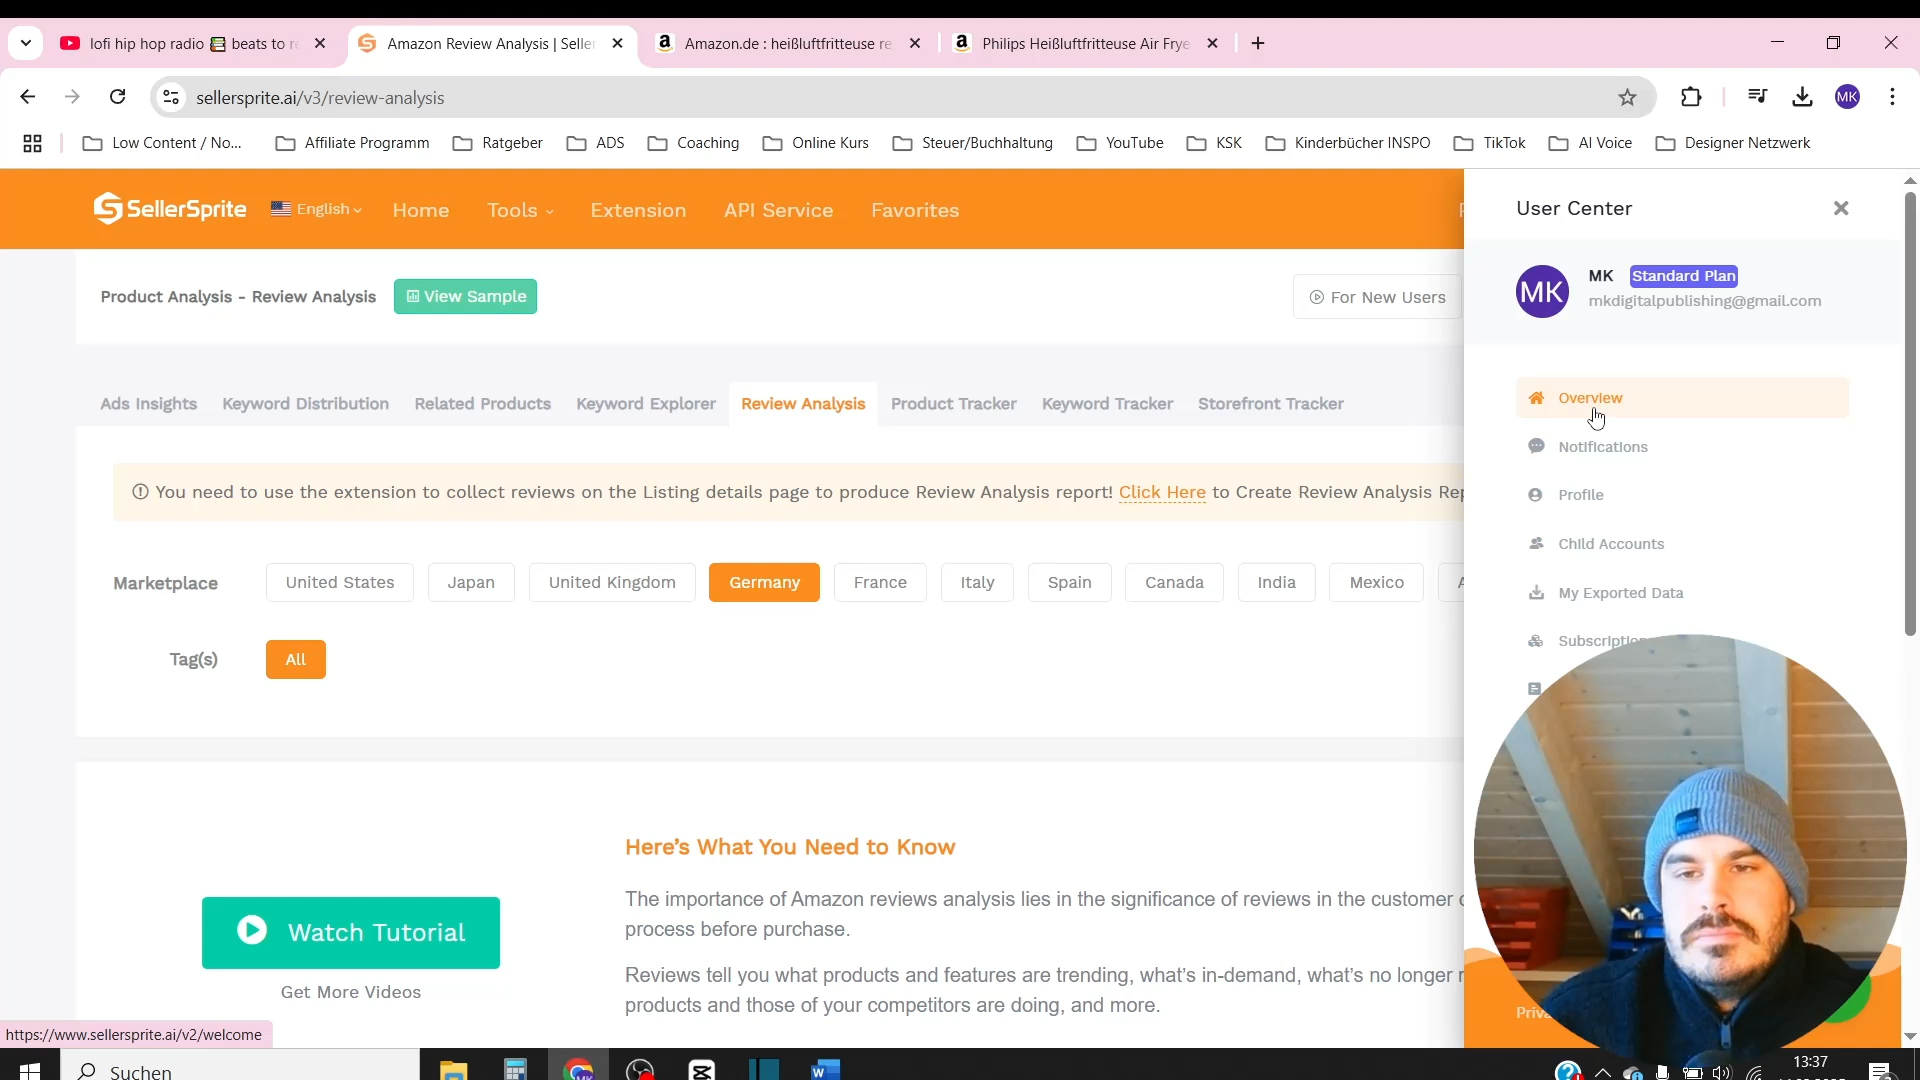 lofi hip hop radio 📚 beats to re
Amazon Review Analysis | Seller
Amazon.de : heißluftfritteuse re
Philips Heißluftfritteuse Air Frye
sellersprite.ai/v3/review-analysis
MK
Low Content / No...
Affiliate Programm
Ratgeber
ADS
Coaching
Online Kurs
Steuer/Buchhaltung
YouTube
KSK
Kinderbücher INSPO
TikTok
AI Voice
Designer Netzwerk
SellerSprite
English
Home
Tools
Extension
API Service
Favorites
User Center
MK
MK Standard Plan
mkdigitalpublishing@gmail.com
Product Analysis - Review Analysis
View Sample
For New Users
Ads Insights
Keyword Distribution
Related Products
Keyword Explorer
Review Analysis
Product Tracker
Keyword Tracker
Storefront Tracker
Overview
Notifications
Profile
Child Accounts
My Exported Data
Subscription
You need to use the extension to collect reviews on the Listing details page to produce Review Analysis report! Click Here to Create Review Analysis Rep
Marketplace
United States
Japan
United Kingdom
Germany
France
Italy
Spain
Canada
India
Mexico
Tag(s)
All
Watch Tutorial
Get More Videos
Here's What You Need to Know
The importance of Amazon reviews analysis lies in the significance of reviews in the customer
process before purchase.
Reviews tell you what products and features are trending, what's in-demand, what's no longer
products and those of your competitors are doing, and more.
Priva
https://www.sellersprite.ai/v2/welcome
Suchen
13:37